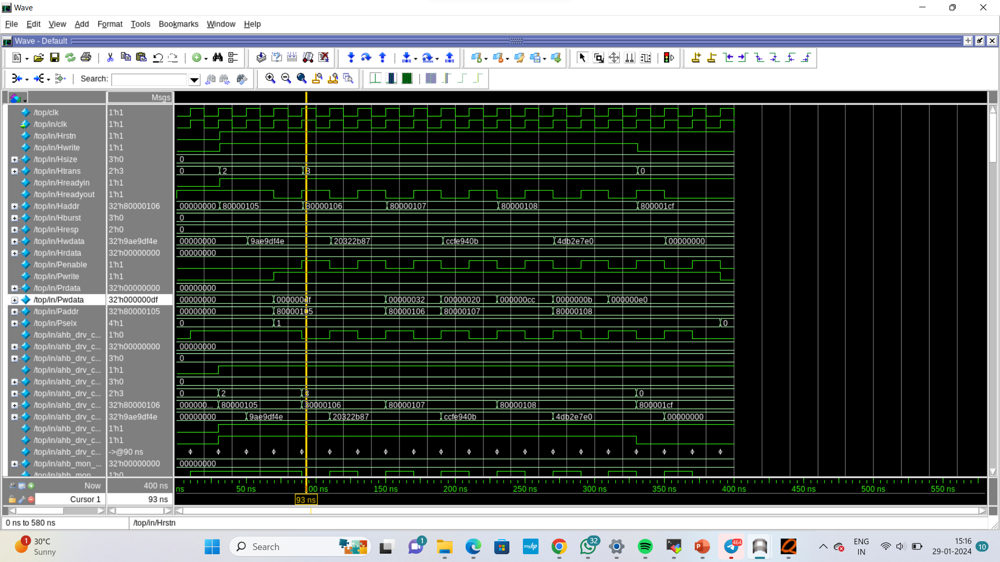 Wave
File Edit View Add Format Tools Bookmarks Window Help
Wave - Default
Search:
Msgs
/top/clk 1'h1
/top/in/clk 1'h1
/top/in/Hrstn 1'h1
/top/in/Hwrite 1'h1
/top/in/Hsize 3'h0 0
/top/in/Htrans 2'h3 0 2 3 0
/top/in/Hreadyin 1'h1
/top/in/Hreadyout 1'h1
/top/in/Haddr 32'h80000106 00000000 80000105 80000106 80000107 80000108 800001cf
/top/in/Hburst 3'h0 0
/top/in/Hresp 2'h0 0
/top/in/Hwdata 32'h9ae9df4e 00000000 9ae9df4e 20322b87 ccfe940b 4db2e7e0 00000000
/top/in/Hrdata 32'h00000000 00000000
/top/in/Penable 1'h1
/top/in/Pwrite 1'h1
/top/in/Prdata 32'h00000000 00000000
/top/in/Pwdata 32'h000000df 00000000 000000df 00000032 00000020 000000cc 0000000b 000000e0
/top/in/Paddr 32'h80000105 00000000 80000105 80000106 80000107 80000108
/top/in/Pselx 4'h1 0 1 0
/top/in/ahb_drv_c... 1'h0
/top/in/ahb_drv_c... 32'h00000000 00000000
/top/in/ahb_drv_c... 3'h0 0
/top/in/ahb_drv_c... 1'h1
/top/in/ahb_drv_c... 3'h0 0
/top/in/ahb_drv_c... 2'h3 0 2 3 0
/top/in/ahb_drv_c... 32'h80000106 000000... 80000105 80000106 80000107 80000108 800001cf
/top/in/ahb_drv_c... 32'h9ae9df4e 00000000 9ae9df4e 20322b87 ccfe940b 4db2e7e0 00000000
/top/in/ahb_drv_c... 1'h1
/top/in/ahb_drv_c... 1'h1
/top/in/ahb_drv_c... ->@90 ns
/top/in/ahb_mon_... 32'h00000000 00000000
/top/in/ahb_mon 1'h0
Now 400 ns ns 50 ns 100 ns 150 ns 200 ns 250 ns 300 ns 350 ns 400 ns 450 ns 500 ns 550 ns
Cursor 1 93 ns 93 ns
0 ns to 580 ns /top/in/Hrstn
1 30°C
Sunny
Search
1
myhp
32
464
ENG
IN
15:16
29-01-2024
10